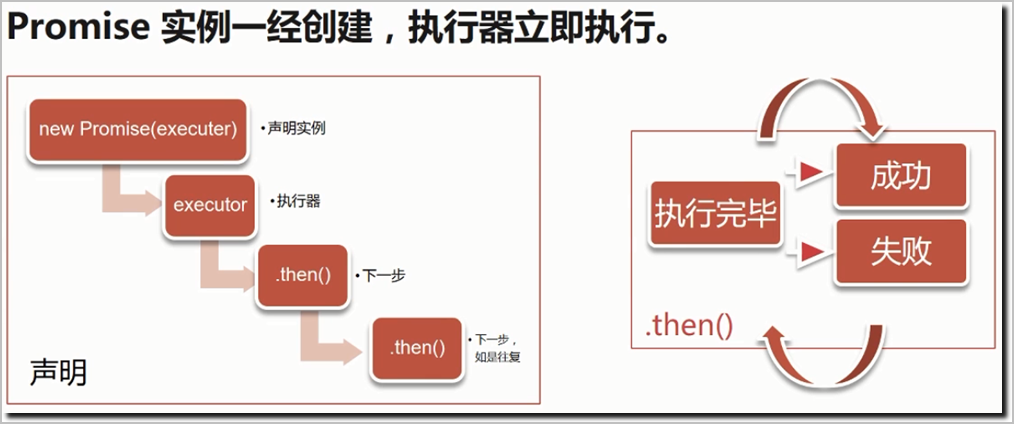 Promise 实例一经创建，执行器立即执行。
new Promise(executer)
•声明实例
executor
•执行器
.then()
•下一步
.then()
•下一步，
如是往复
声明
执行完毕
成功
失败
.then()